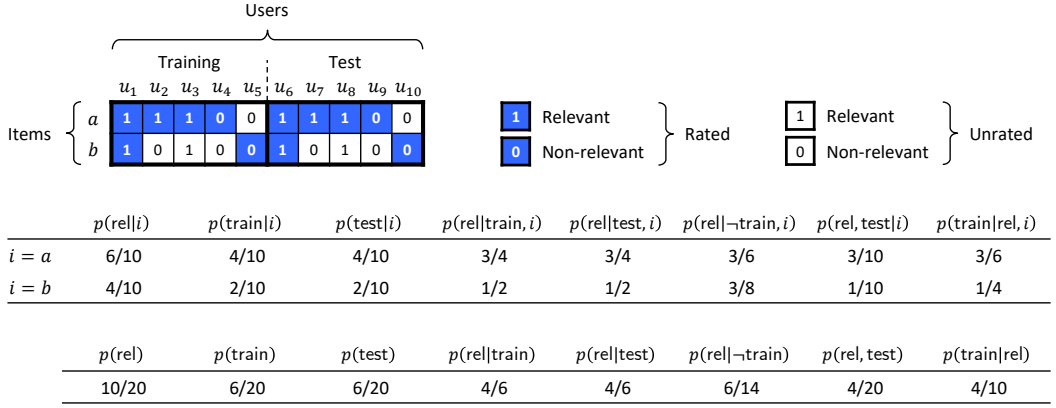 Users
Training Test
u1 u2 u3 u4 u5 u6 u7 u8 u9 u10
Items
a 1 1 1 0 0 1 1 1 0 0
b 1 0 1 0 0 1 0 1 0 0
1 Relevant
0 Non-relevant
Rated
1 Relevant
0 Non-relevant
Unrated
p(rel|i) p(train|i) p(test|i) p(rel|train, i) p(rel|test, i) p(rel|¬train, i) p(rel, test|i) p(train|rel, i)
i = a 6/10 4/10 4/10 3/4 3/4 3/6 3/10 3/6
i = b 4/10 2/10 2/10 1/2 1/2 3/8 1/10 1/4
p(rel) p(train) p(test) p(rel|train) p(rel|test) p(rel|¬train) p(rel, test) p(train|rel)
10/20 6/20 6/20 4/6 4/6 6/14 4/20 4/10